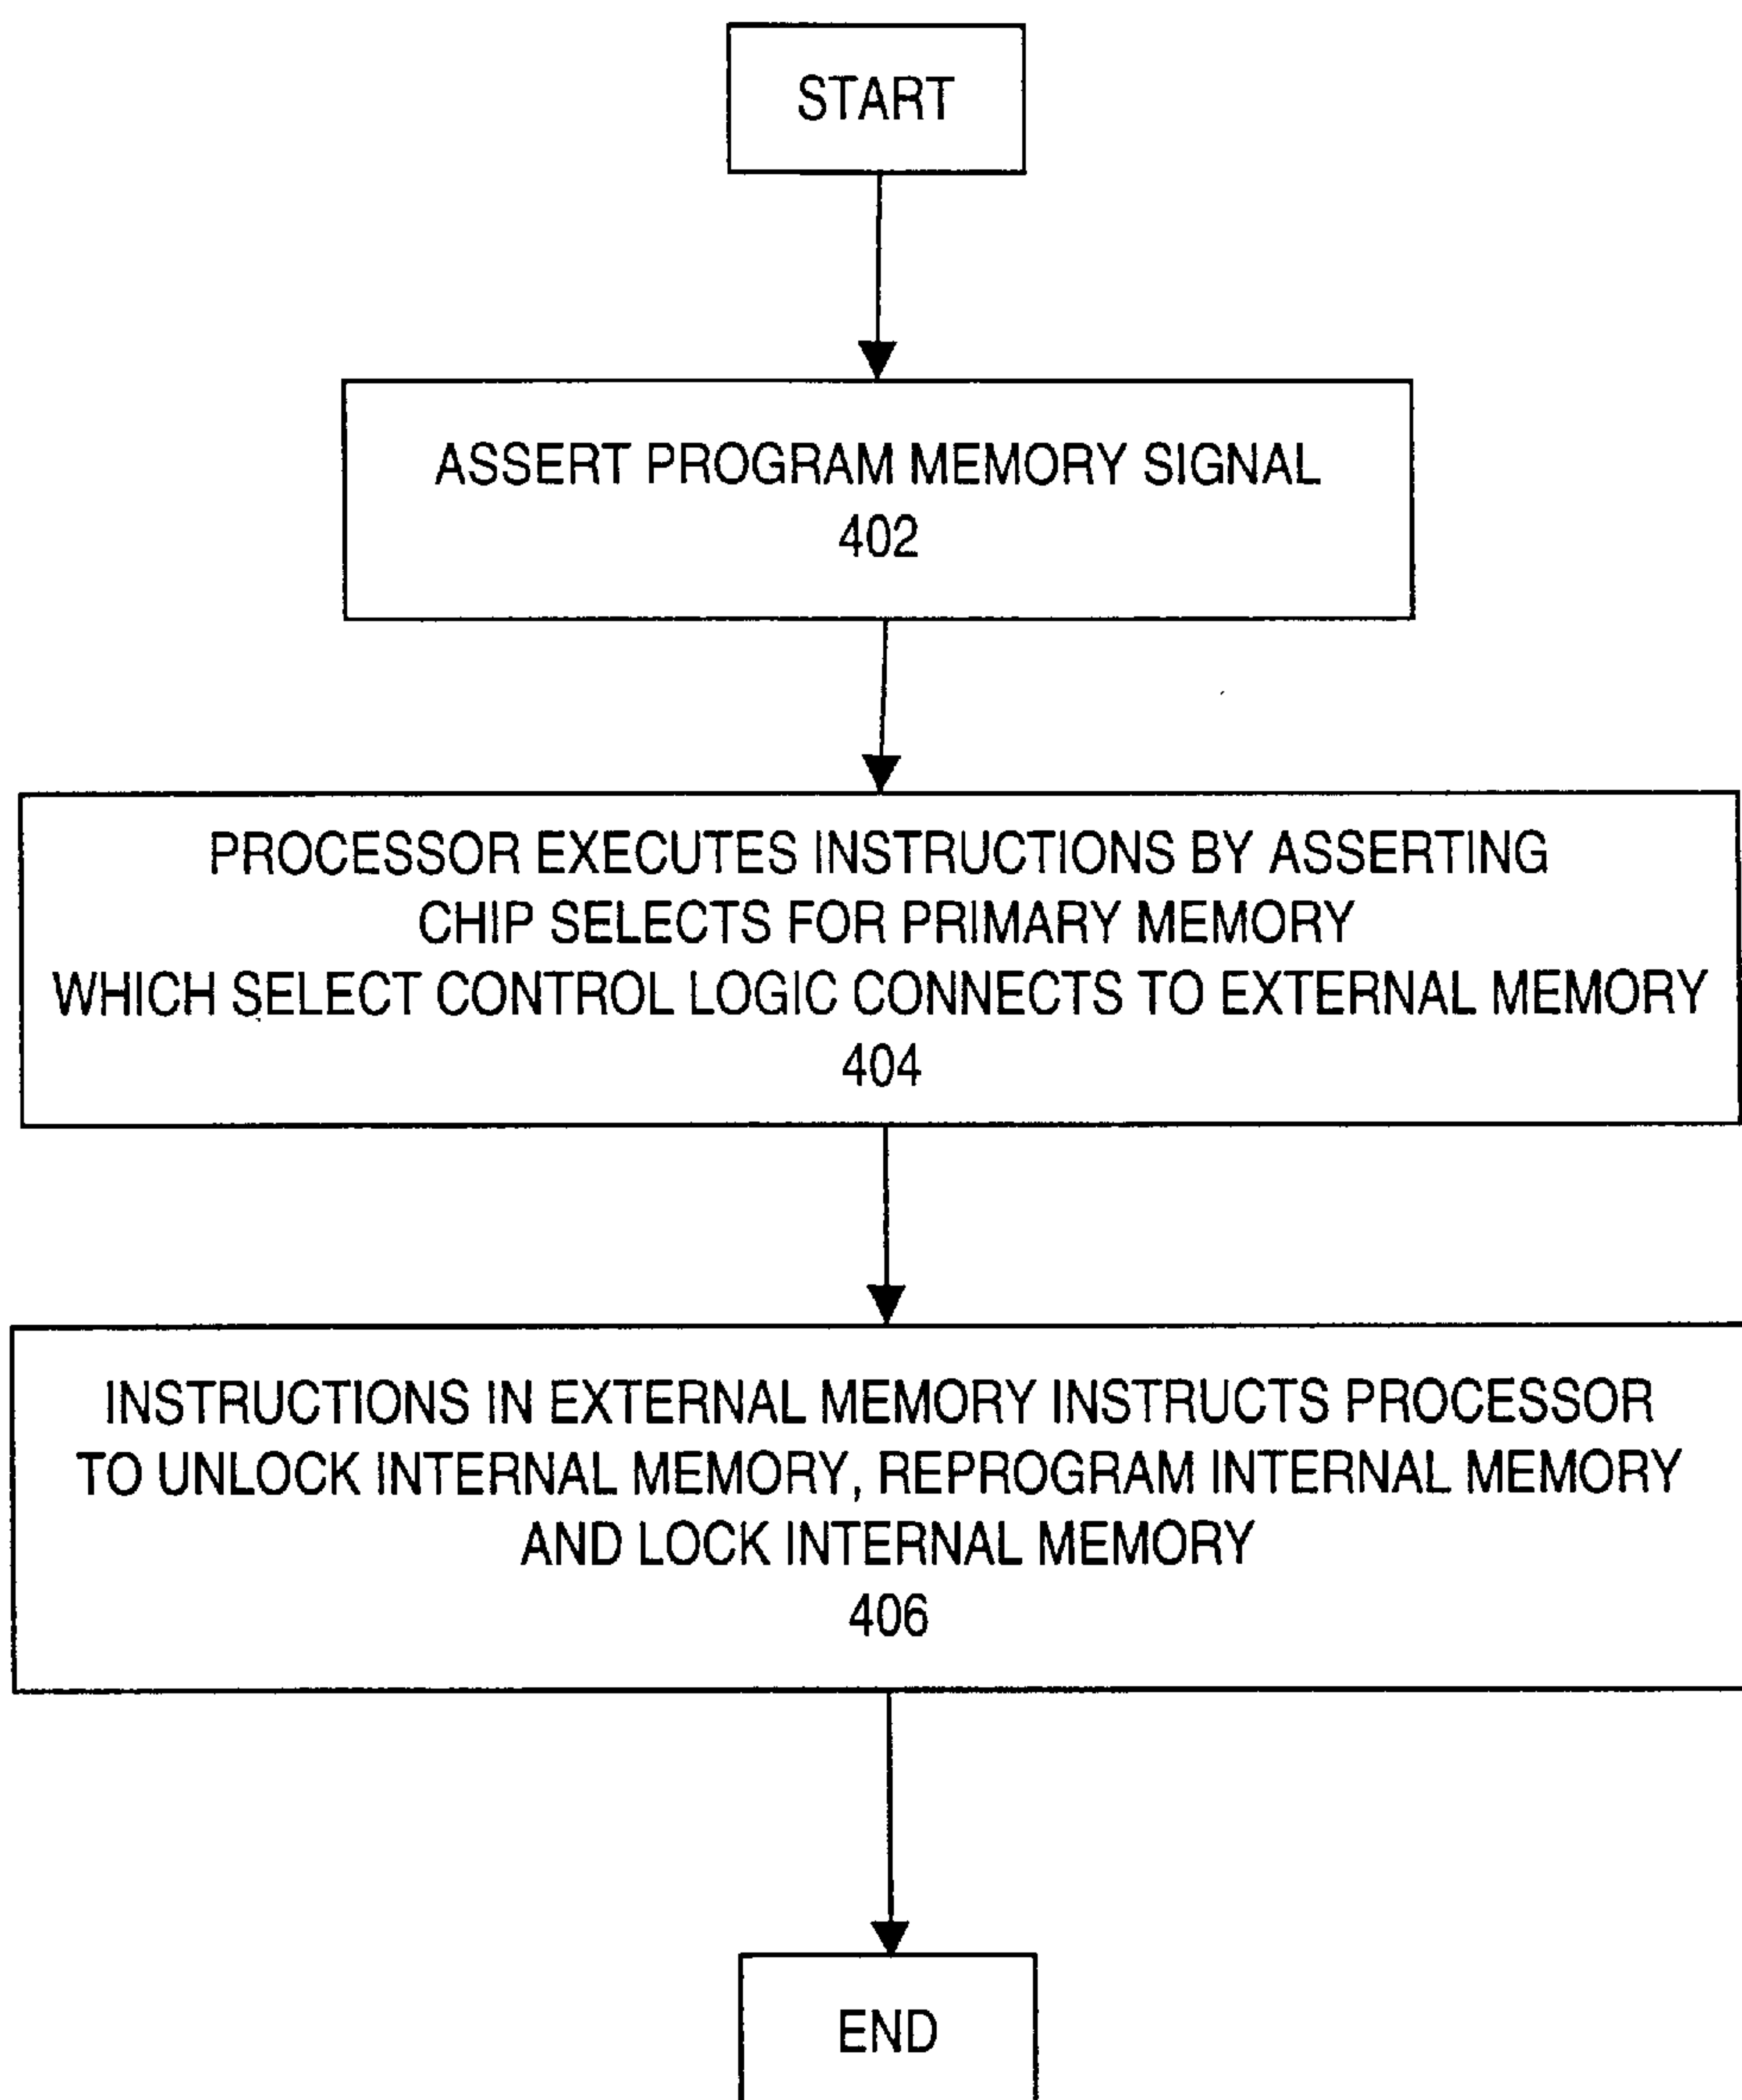 START
ASSERT PROGRAM MEMORY SIGNAL
402
PROCESSOR EXECUTES INSTRUCTIONS BY ASSERTING
CHIP SELECTS FOR PRIMARY MEMORY
WHICH SELECT CONTROL LOGIC CONNECTS TO EXTERNAL MEMORY
404
INSTRUCTIONS IN EXTERNAL MEMORY INSTRUCTS PROCESSOR
TO UNLOCK INTERNAL MEMORY, REPROGRAM INTERNAL MEMORY
AND LOCK INTERNAL MEMORY
406
END